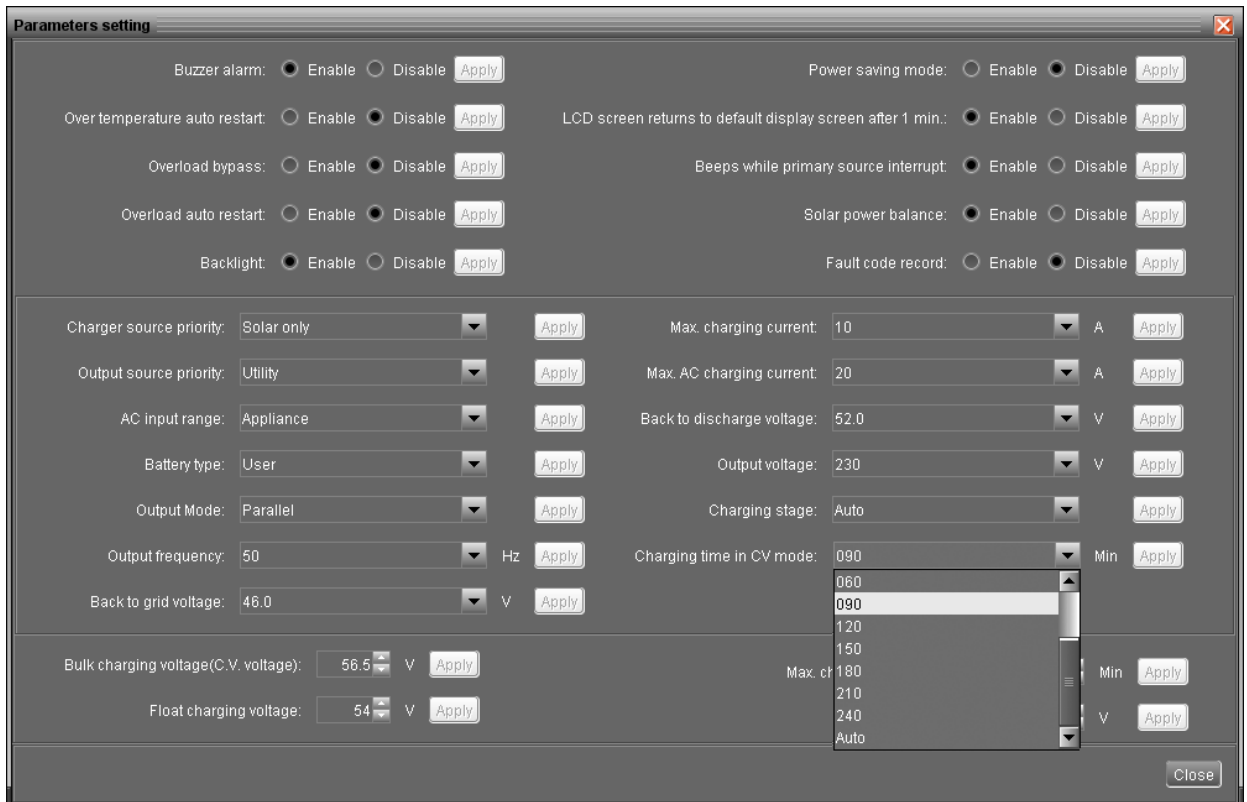 Parameters setting
Buzzer alarm: Enable Disable Apply
Power saving mode: Enable Disable Apply
Over temperature auto restart: Enable Disable Apply
LCD screen returns to default display screen after 1 min.: Enable Disable Apply
Overload bypass: Enable Disable Apply
Beeps while primary source interrupt: Enable Disable Apply
Overload auto restart: Enable Disable Apply
Solar power balance: Enable Disable Apply
Backlight: Enable Disable Apply
Fault code record: Enable Disable Apply
Charger source priority: Solar only Apply
Max. charging current: 10 A Apply
Output source priority: Utility Apply
Max. AC charging current: 20 A Apply
AC input range: Appliance Apply
Back to discharge voltage: 52.0 V Apply
Battery type: User Apply
Output voltage: 230 V Apply
Output Mode: Parallel Apply
Charging stage: Auto Apply
Output frequency: 50 Hz Apply
Charging time in CV mode: 090 Min Apply
Back to grid voltage: 46.0 V Apply
060
090
120
150
180
210
240
Auto
Bulk charging voltage(C.V. voltage): 56.5 V Apply
Max. Min Apply
Float charging voltage: 54 V Apply
V Apply
Close